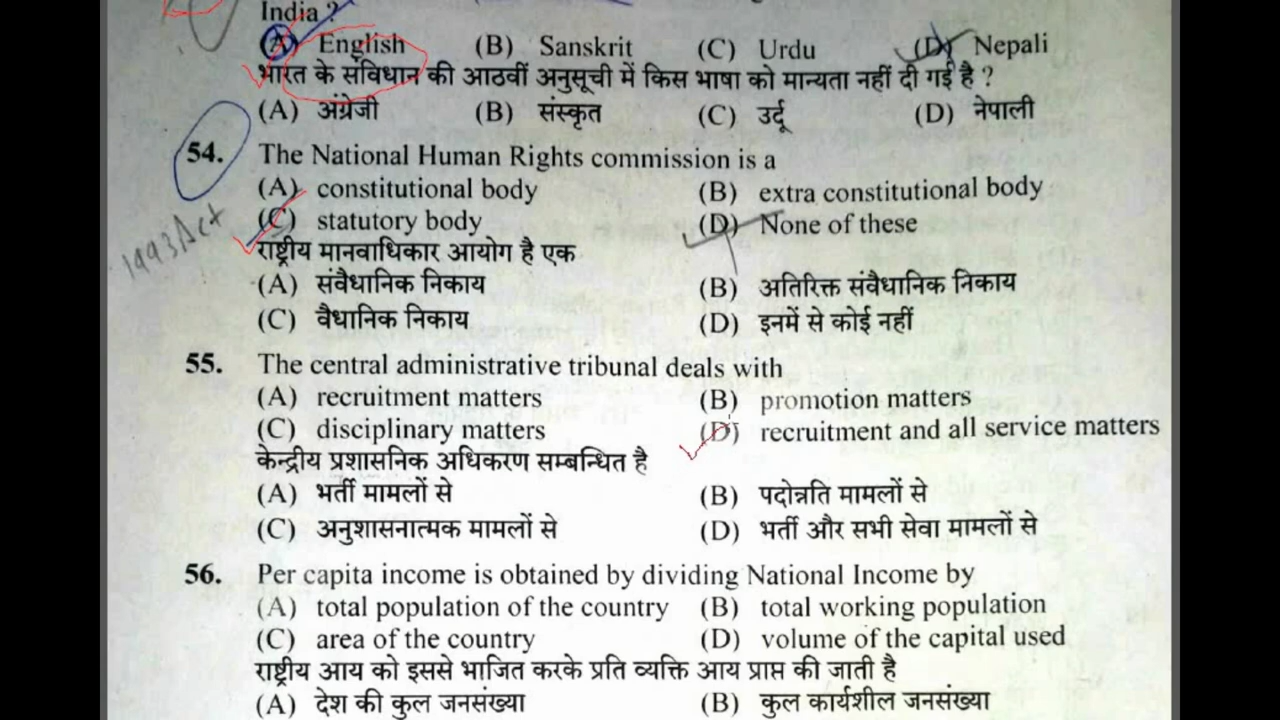 India ?
(A) English (B) Sanskrit (C) Urdu (D) Nepali
भारत के संविधान की आठवीं अनुसूची में किस भाषा को मान्यता नहीं दी गई है ?
(A) अंग्रेजी (B) संस्कृत (C) उर्दू (D) नेपाली
54. The National Human Rights commission is a
(A) constitutional body (B) extra constitutional body
(C) statutory body (D) None of these
1993 Act
राष्ट्रीय मानवाधिकार आयोग है एक
(A) संवैधानिक निकाय (B) अतिरिक्त संवैधानिक निकाय
(C) वैधानिक निकाय (D) इनमें से कोई नहीं
55. The central administrative tribunal deals with
(A) recruitment matters (B) promotion matters
(C) disciplinary matters (D) recruitment and all service matters
केन्द्रीय प्रशासनिक अधिकरण सम्बन्धित है
(A) भर्ती मामलों से (B) पदोन्नति मामलों से
(C) अनुशासनात्मक मामलों से (D) भर्ती और सभी सेवा मामलों से
56. Per capita income is obtained by dividing National Income by
(A) total population of the country (B) total working population
(C) area of the country (D) volume of the capital used
राष्ट्रीय आय को इससे भाजित करके प्रति व्यक्ति आय प्राप्त की जाती है
(A) देश की कुल जनसंख्या (B) कुल कार्यशील जनसंख्या